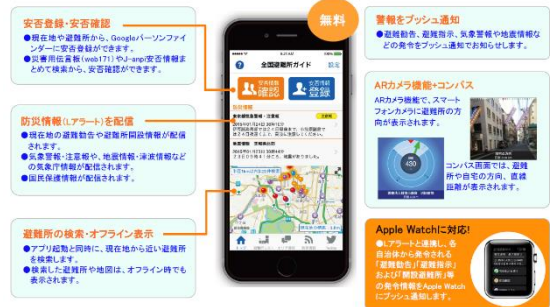 無料
安否登録・安否確認
●現在地や避難所から、Googleパーソンファイ
ンダーに安否登録ができます。
●災害用伝言板(web171)やJ-anpi安否情報ま
とめて検索から、安否確認ができます。
防災情報(Lアラート)を配信
●現在地の避難勧告や避難所開設情報が配信
されます。
●気象警報・注意報や、地震情報・津波情報など
の気象庁情報が配信されます。
●国民保護情報が配信されます。
避難所の検索・オフライン表示
●アプリ起動と同時に、現在地から近い避難所
を検索します。
●検索した避難所や地図は、オフライン時でも
表示されます。
全国避難所ガイド
設定
安否情報
確認
安否情報
登録
防災情報
警報をプッシュ通知
●避難勧告、避難指示、気象警報や地震情報な
どの発令をプッシュ通知でお知らせします。
ARカメラ機能+コンパス
ARカメラ機能で、スマート
フォンカメラに避難所の方
向が表示されます。
430
コンパス画面では、避難
所や自宅の方向、直線
距離が表示されます。
Apple Watchに対応!
●Lアラートと連携し、各
自治体から発令される
「避難勧告」「避難指示」
および「開設避難所」等
の発令情報をApple Watch
にプッシュ通知します。